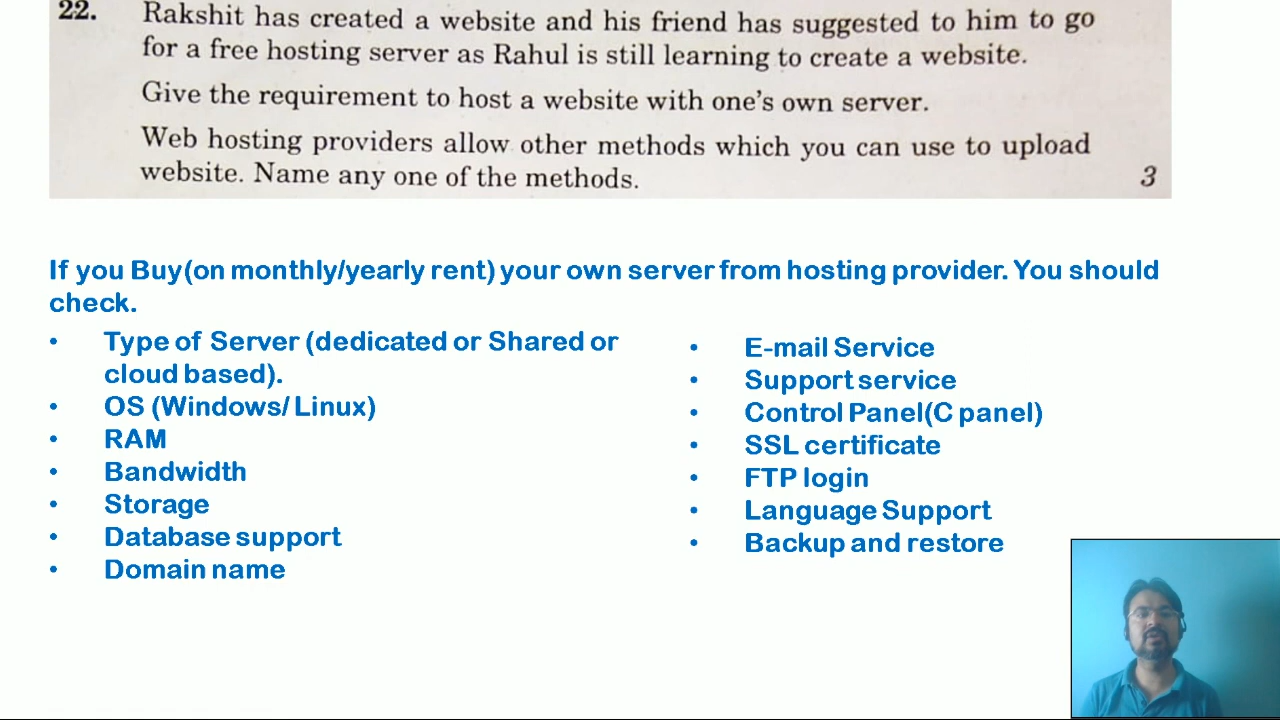 22. Rakshit has created a website and his friend has suggested to him to go
for a free hosting server as Rahul is still learning to create a website.
Give the requirement to host a website with one's own server.
Web hosting providers allow other methods which you can use to upload
website. Name any one of the methods. 3
If you Buy(on monthly/yearly rent) your own server from hosting provider. You should
check.
• Type of Server (dedicated or Shared or
cloud based).
• OS (Windows/ Linux)
• RAM
• Bandwidth
• Storage
• Database support
• Domain name
• E-mail Service
• Support service
• Control Panel(C panel)
• SSL certificate
• FTP login
• Language Support
• Backup and restore